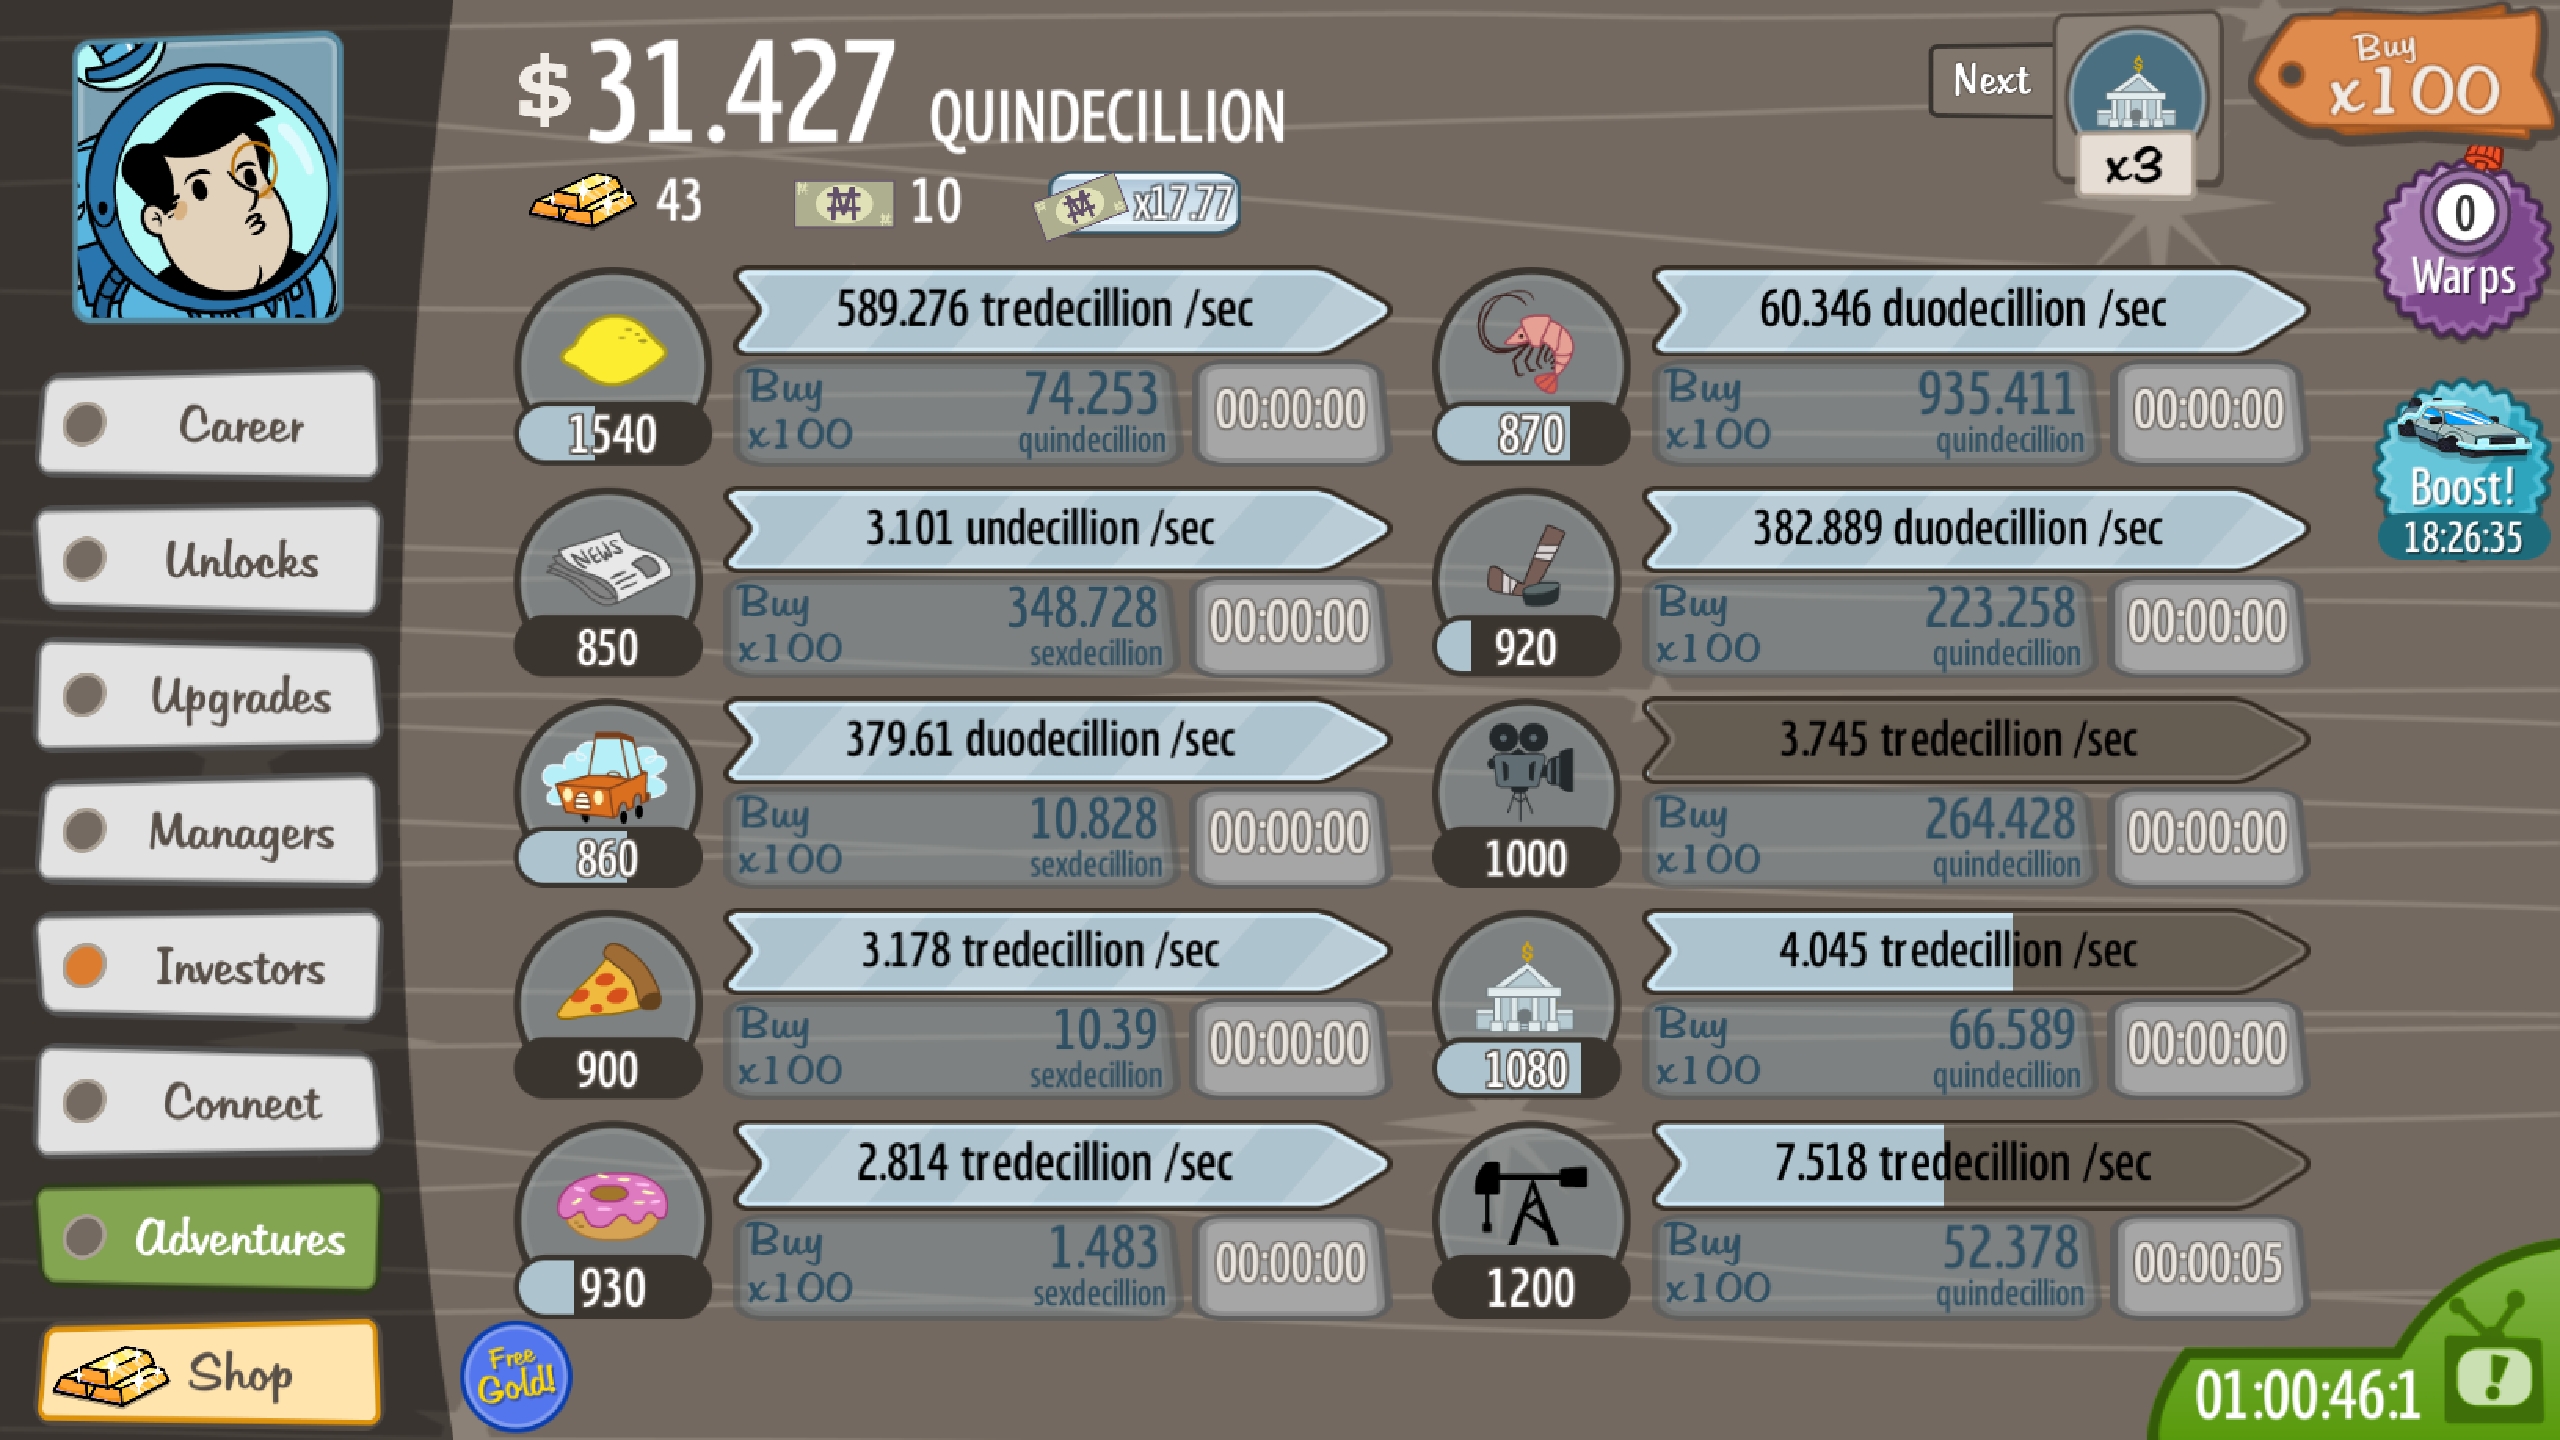 $ 31.427 QUINDECILLION
Next
x3
Buy
x100
43
10
x17.77
0
Warps
Boost!
18:26:35
Career
Unlocks
Upgrades
Managers
Investors
Connect
Adventures
Shop
589.276 tredecillion /sec
1540
Buy
x100
74.253
quindecillion
00:00:00
60.346 duodecillion /sec
870
Buy
x100
935.411
quindecillion
00:00:00
NEWS
3.101 undecillion /sec
850
Buy
x100
348.728
sexdecillion
00:00:00
382.889 duodecillion /sec
920
Buy
x100
223.258
quindecillion
00:00:00
379.61 duodecillion /sec
860
Buy
x100
10.828
sexdecillion
00:00:00
3.745 tredecillion /sec
1000
Buy
x100
264.428
quindecillion
00:00:00
3.178 tredecillion /sec
900
Buy
x100
10.39
sexdecillion
00:00:00
$
4.045 tredecillion /sec
1080
Buy
x100
66.589
quindecillion
00:00:00
2.814 tredecillion /sec
930
Buy
x100
1.483
sexdecillion
00:00:00
7.518 tredecillion /sec
1200
Buy
x100
52.378
quindecillion
00:00:05
Free
Gold!
01:00:46:1
!